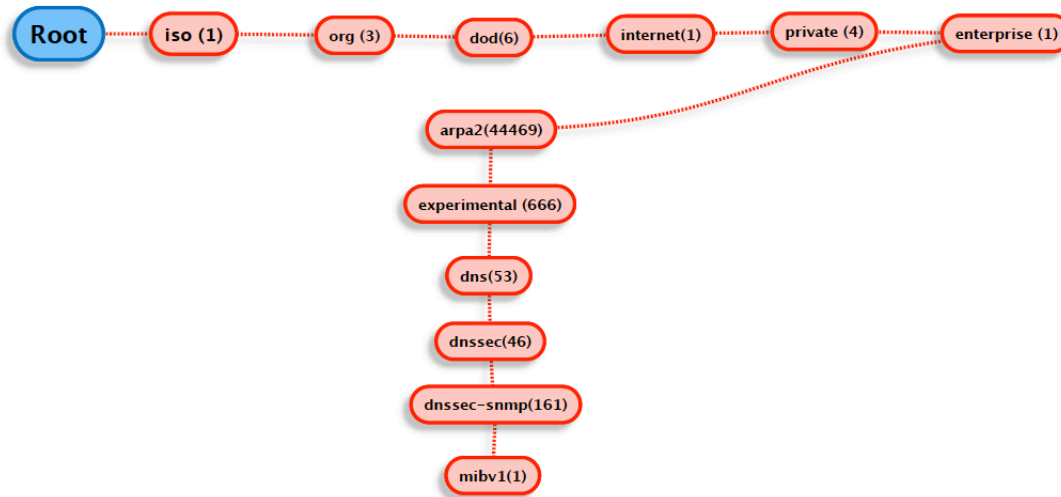 Root
iso (1)
org (3)
dod(6)
internet(1)
private (4)
enterprise (1)
arpa2(44469)
experimental (666)
dns(53)
dnssec(46)
dnssec-snmp(161)
mibv1(1)